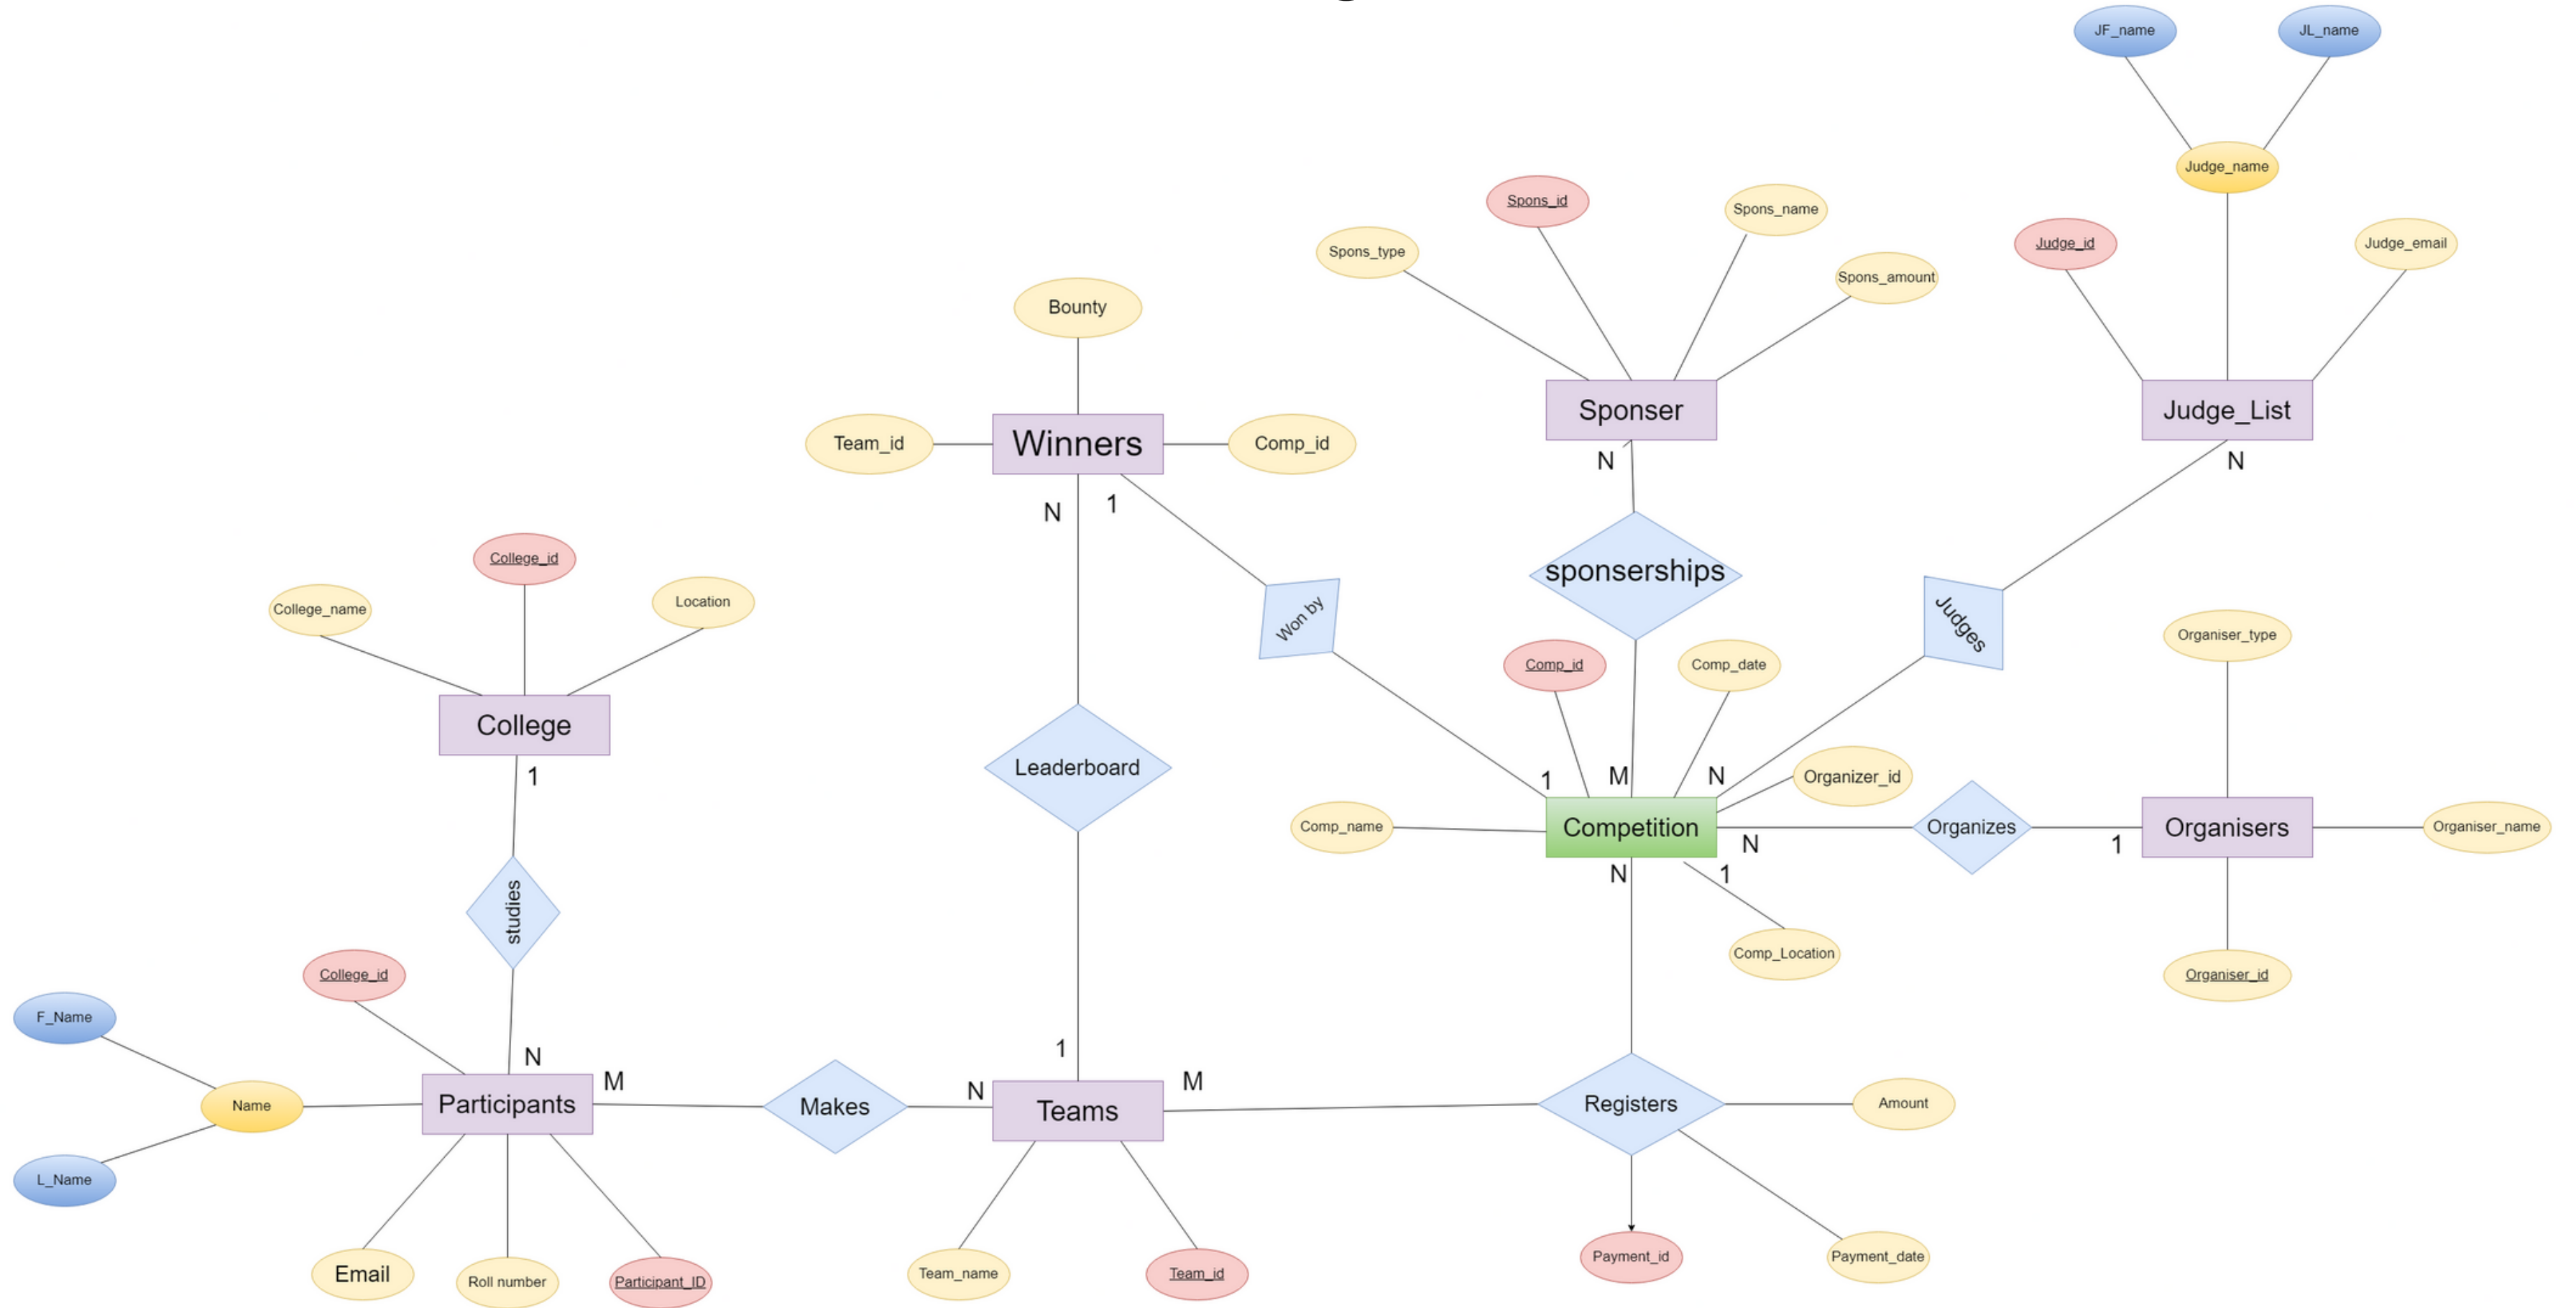 JF_name
JL_name
Judge_name
Spons_id
Spons_name
Judge_id
Judge_email
Spons_type
Spons_amount
Bounty
Sponser
Judge_List
Team_id
Winners
Comp_id
N
N
N
1
College_id
sponserships
College_name
Location
Won by
Judges
Organiser_type
Comp_id
Comp_date
College
Leaderboard
1
1
M
N
Organizer_id
Comp_name
Competition
Organizes
Organisers
Organiser_name
N
1
N
1
studies
Comp_Location
College_id
Organiser_id
F_Name
N
1
M
N
M
Name
Participants
Makes
Teams
Registers
Amount
L_Name
Email
Roll number
Participant_ID
Team_name
Team_id
Payment_id
Payment_date